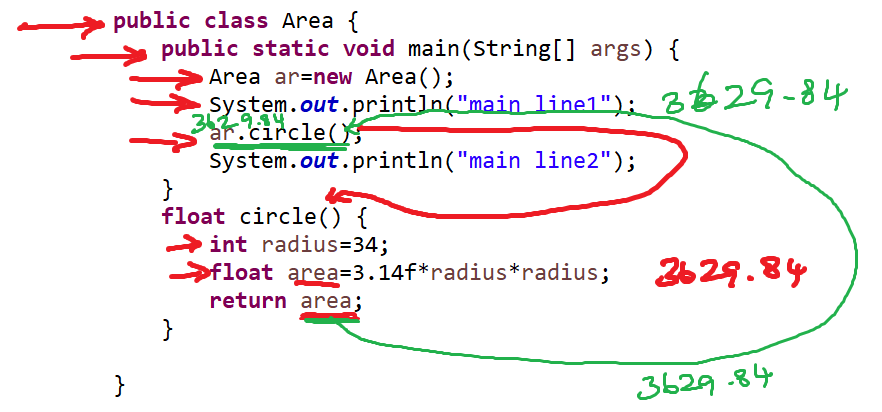 public class Area {
public static void main(String[] args) {
Area ar=new Area();
System.out.println("main line1");
3629-84
3629.84
ar.circle();
System.out.println("main line2");
}
float circle() {
int radius=34;
float area=3.14f*radius*radius;
3629.84
return area;
}
3629.84
}